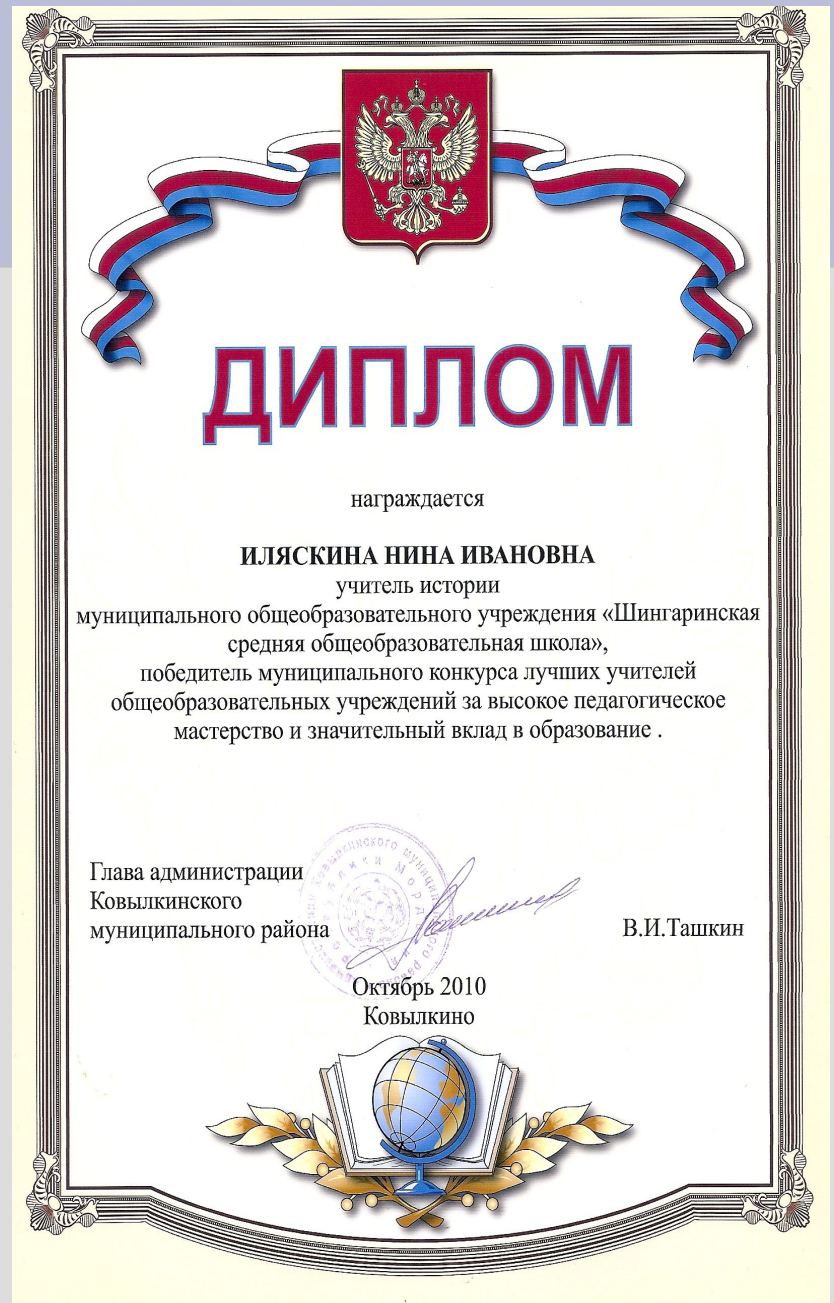 ДИПЛОМ
награждается
ИЛЯСКИНА НИНА ИВАНОВНА
учитель истории
муниципального общеобразовательного учреждения «Шингаринская
средняя общеобразовательная школа»,
победитель муниципального конкурса лучших учителей
общеобразовательных учреждений за высокое педагогическое
мастерство и значительный вклад в образование .
Глава администрации
Ковылкинского
муниципального района
В.И.Ташкин
Октябрь 2010
Ковылкино